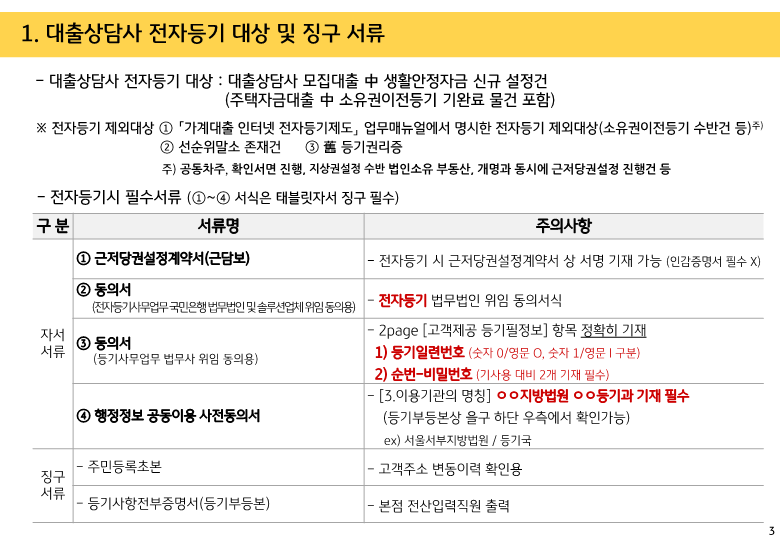 1. 대출상담사 전자등기 대상 및 징구 서류
- 대출상담사 전자등기 대상 : 대출상담사 모집대출 中 생활안정자금 신규 설정건
(주택자금대출 中 소유권이전등기 기완료 물건 포함)
※ 전자등기 제외대상 ①「가계대출 인터넷 전자등기제도」업무매뉴얼에서 명시한 전자등기 제외대상(소유권이전등기 수반건 등)주)
② 선순위말소 존재건 ③ 舊 등기권리증
주) 공동차주, 확인서면 진행, 지상권설정 수반 법인소유 부동산, 개명과 동시에 근저당권설정 진행건 등
- 전자등기시 필수서류 (①~④ 서식은 태블릿자서 징구 필수)
구 분 서류명 주의사항
자서
서류
① 근저당권설정계약서(근담보)
- 전자등기 시 근저당권설정계약서 상 서명 기재 가능 (인감증명서 필수 X)
② 동의서
(전자등기사무업무 국민은행 법무법인 및 솔루션업체 위임 동의용)
- 전자등기 법무법인 위임 동의서식
③ 동의서
(등기사무업무 법무사 위임 동의용)
- 2page [고객제공 등기필정보] 항목 정확히 기재
1) 등기일련번호 (숫자 0/영문 O, 숫자 1/영문 I 구분)
2) 순번-비밀번호 (기사용 대비 2개 기재 필수)
④ 행정정보 공동이용 사전동의서
- [3.이용기관의 명칭] ㅇㅇ지방법원 ㅇㅇ등기과 기재 필수
(등기부등본상 을구 하단 우측에서 확인가능)
ex) 서울서부지방법원 / 등기국
징구
서류
- 주민등록초본
- 고객주소 변동이력 확인용
- 등기사항전부증명서(등기부등본)
- 본점 전산입력직원 출력
3